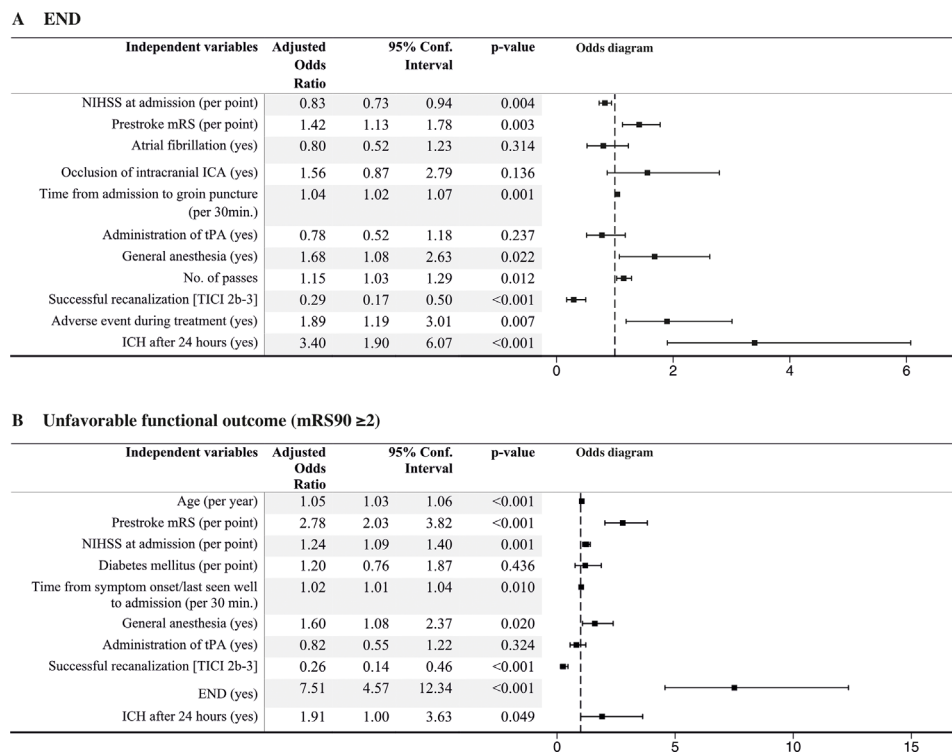 A END
Independent variables Adjusted Odds Ratio 95% Conf. Interval p-value Odds diagram
NIHSS at admission (per point) 0.83 0.73 0.94 0.004
Prestroke mRS (per point) 1.42 1.13 1.78 0.003
Atrial fibrillation (yes) 0.80 0.52 1.23 0.314
Occlusion of intracranial ICA (yes) 1.56 0.87 2.79 0.136
Time from admission to groin puncture 1.04 1.02 1.07 0.001
(per 30min.)
Administration of tPA (yes) 0.78 0.52 1.18 0.237
General anesthesia (yes) 1.68 1.08 2.63 0.022
No. of passes 1.15 1.03 1.29 0.012
Successful recanalization [TICI 2b-3] 0.29 0.17 0.50 <0.001
Adverse event during treatment (yes) 1.89 1.19 3.01 0.007
ICH after 24 hours (yes) 3.40 1.90 6.07 <0.001
0 2 4 6
B Unfavorable functional outcome (mRS90 ≥2)
Independent variables Adjusted Odds Ratio 95% Conf. Interval p-value Odds diagram
Age (per year) 1.05 1.03 1.06 <0.001
Prestroke mRS (per point) 2.78 2.03 3.82 <0.001
NIHSS at admission (per point) 1.24 1.09 1.40 0.001
Diabetes mellitus (per point) 1.20 0.76 1.87 0.436
Time from symptom onset/last seen well 1.02 1.01 1.04 0.010
to admission (per 30 min.)
General anesthesia (yes) 1.60 1.08 2.37 0.020
Administration of tPA (yes) 0.82 0.55 1.22 0.324
Successful recanalization [TICI 2b-3] 0.26 0.14 0.46 <0.001
END (yes) 7.51 4.57 12.34 <0.001
ICH after 24 hours (yes) 1.91 1.00 3.63 0.049
0 5 10 15